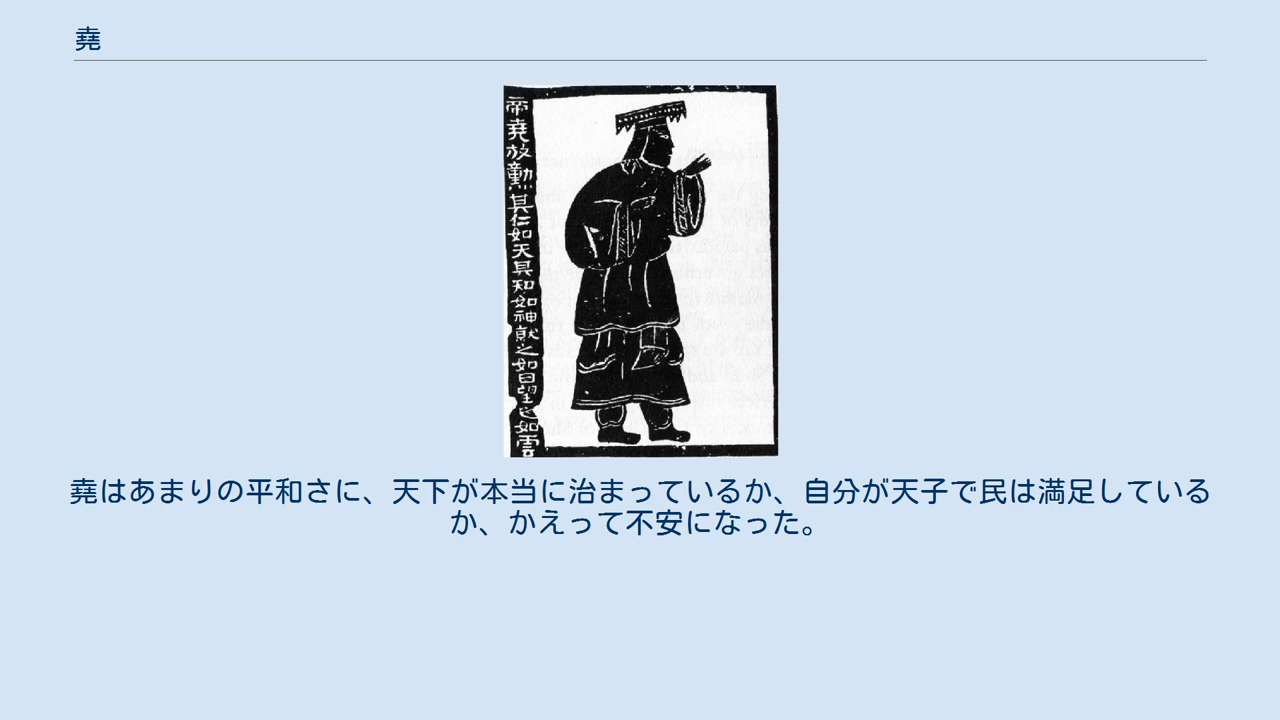 堯
帝堯放勳其仁如天其知如神就之如日望之如雲
堯はあまりの平和さに、天下が本当に治まっているか、自分が天子で民は満足している
か、かえって不安になった。